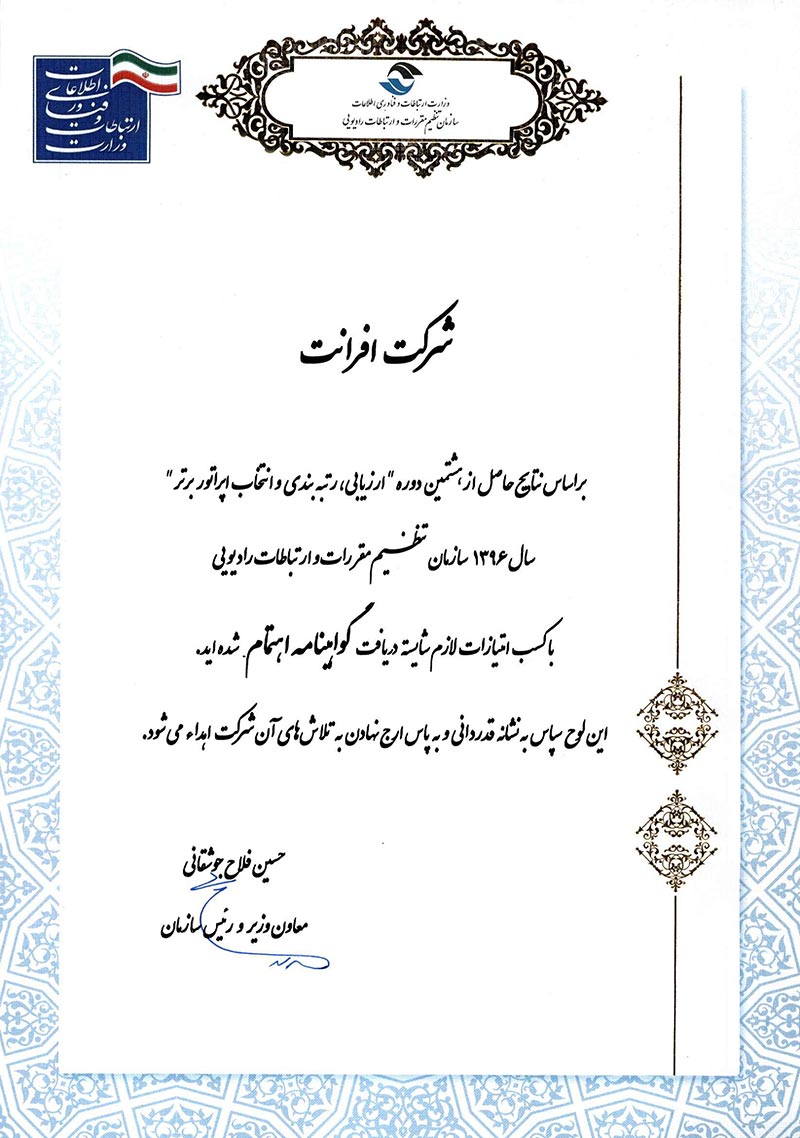 وزارت ارتباطات و فناوری اطلاعات
وزارت ارتباطات و فناوری اطلاعات
سازمان تنظیم مقررات و ارتباطات رادیویی
شرکت افرانت
براساس نتایج حاصل از هشتمین دوره "ارزیابی، رتبه بندی و انتخاب اپراتور برتر"
سال ۱۳۹۶ سازمان تنظیم مقررات و ارتباطات رادیویی
با کسب امتیازات لازم شایسته دریافت گواهینامه اهتمام شده اید.
این لوح سپاس به نشانه قدردانی و به پاس ارج نهادن به تلاش های آن شرکت اهداء می شود.
حسین فلاح جوشقانی
معاون وزیر و رئیس سازمان